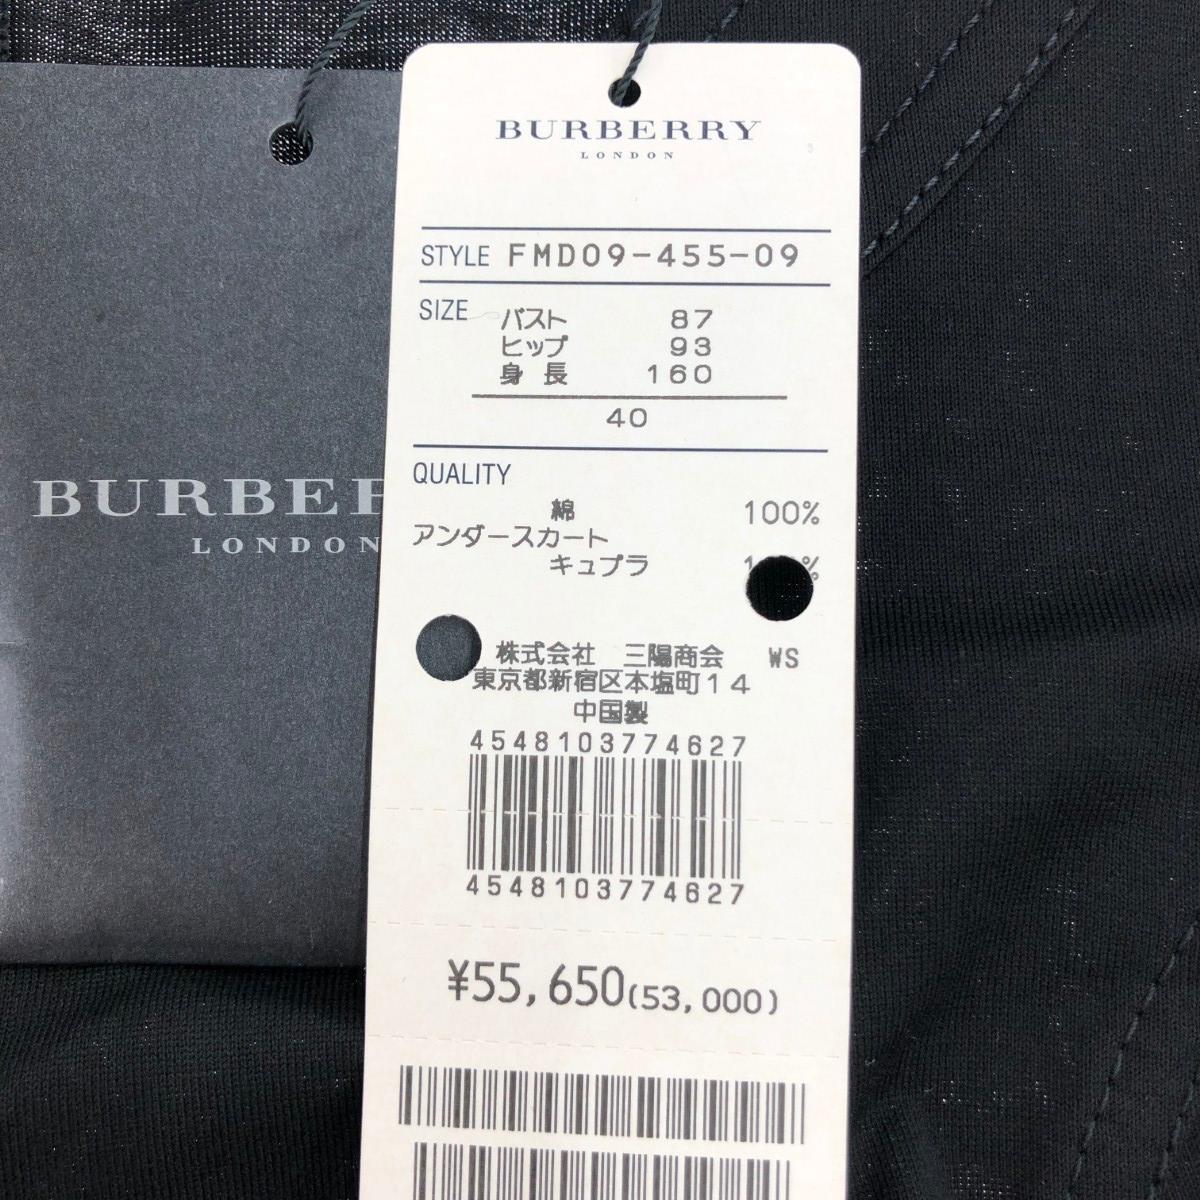 BURBERRY
LONDON
STYLE FMD09-455-09
SIZE バスト 87
ヒップ 93
身長 160
40
QUALITY
綿 100%
アンダースカート
キュプラ
株式会社 三陽商会 WS
東京都新宿区本塩町14
中国製
4548103774627
4548103774627
¥55,650(53,000)
BURBER
LONDON